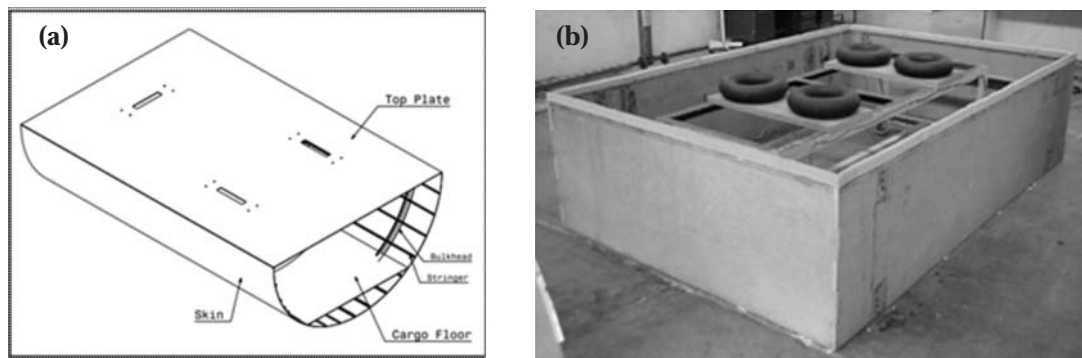 (a)
Top Plate
Bulkhead
Stringer
Skin
Cargo Floor
(b)